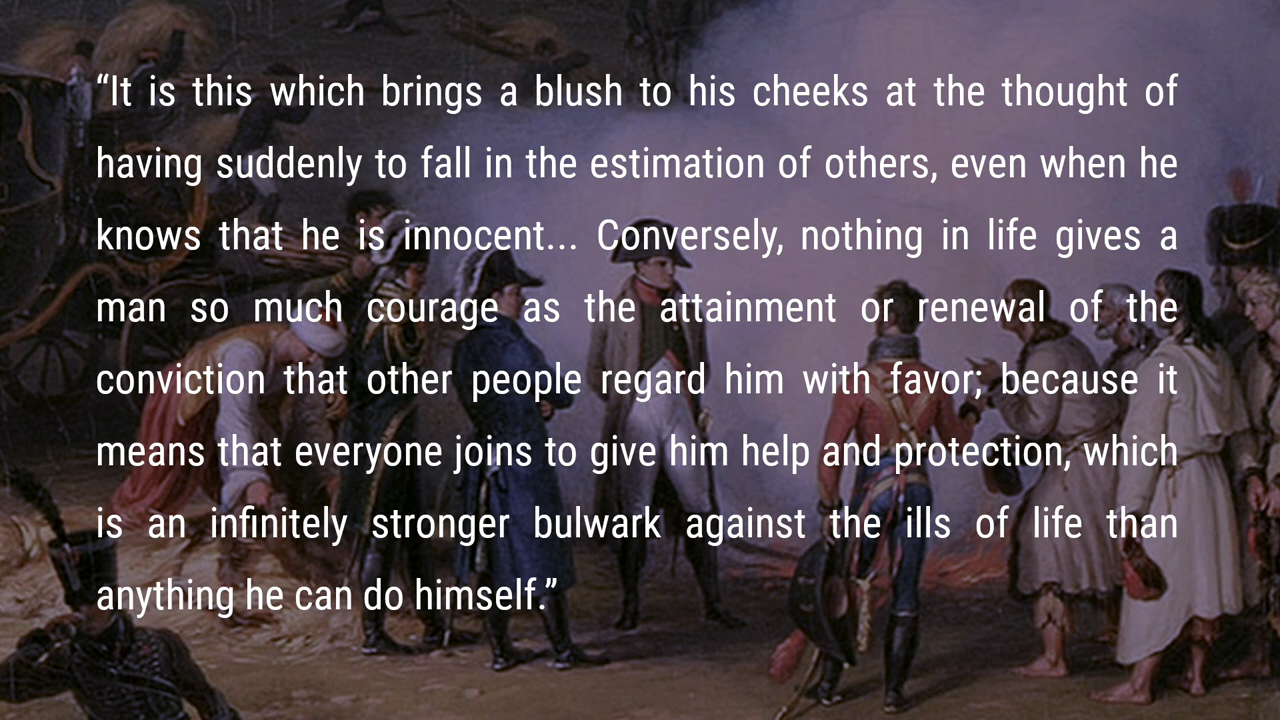 “It is this which brings a blush to his cheeks at the thought of
having suddenly to fall in the estimation of others, even when he
knows that he is innocent... Conversely, nothing in life gives a
man so much courage as the attainment or renewal of the
conviction that other people regard him with favor; because it
means that everyone joins to give him help and protection, which
is an infinitely stronger bulwark against the ills of life than
anything he can do himself.”